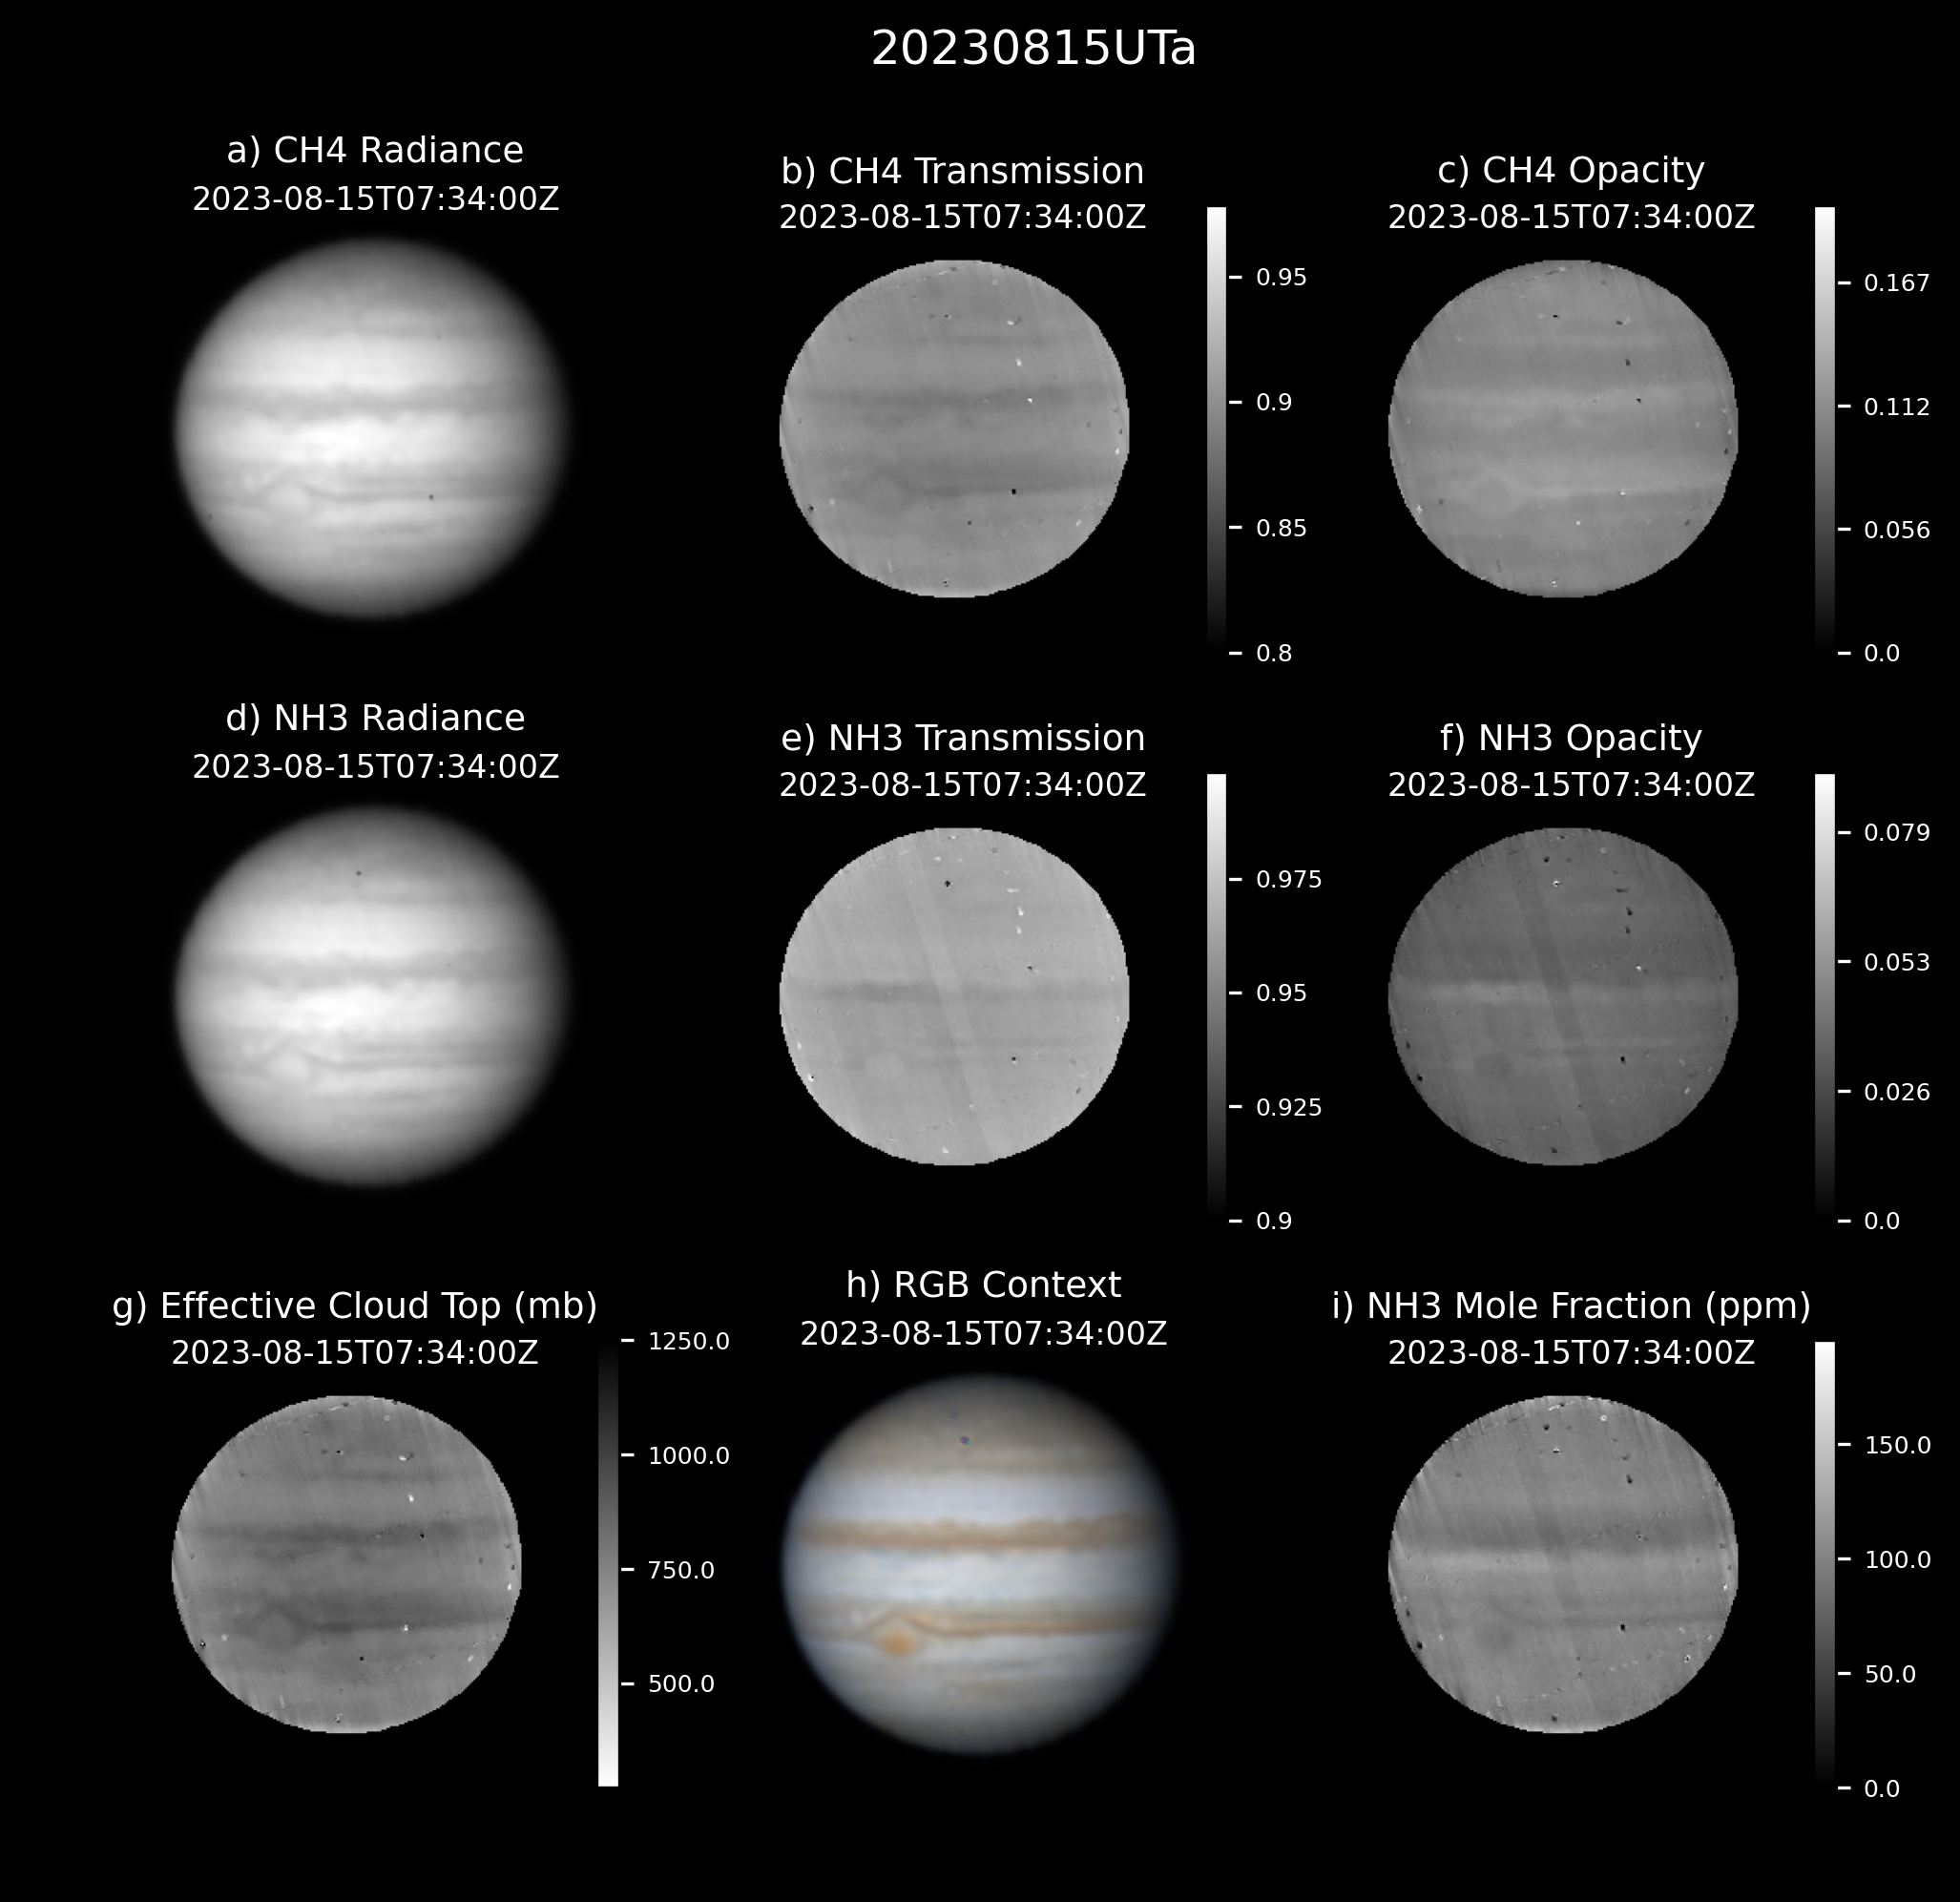 20230815UTa
a) CH4 Radiance
2023-08-15T07:34:00Z
b) CH4 Transmission
2023-08-15T07:34:00Z
0.95
0.9
0.85
0.8
c) CH4 Opacity
2023-08-15T07:34:00Z
0.167
0.112
0.056
0.0
d) NH3 Radiance
2023-08-15T07:34:00Z
e) NH3 Transmission
2023-08-15T07:34:00Z
0.975
0.95
0.925
0.9
f) NH3 Opacity
2023-08-15T07:34:00Z
0.079
0.053
0.026
0.0
g) Effective Cloud Top (mb)
2023-08-15T07:34:00Z
1250.0
1000.0
750.0
500.0
h) RGB Context
2023-08-15T07:34:00Z
i) NH3 Mole Fraction (ppm)
2023-08-15T07:34:00Z
150.0
100.0
50.0
0.0